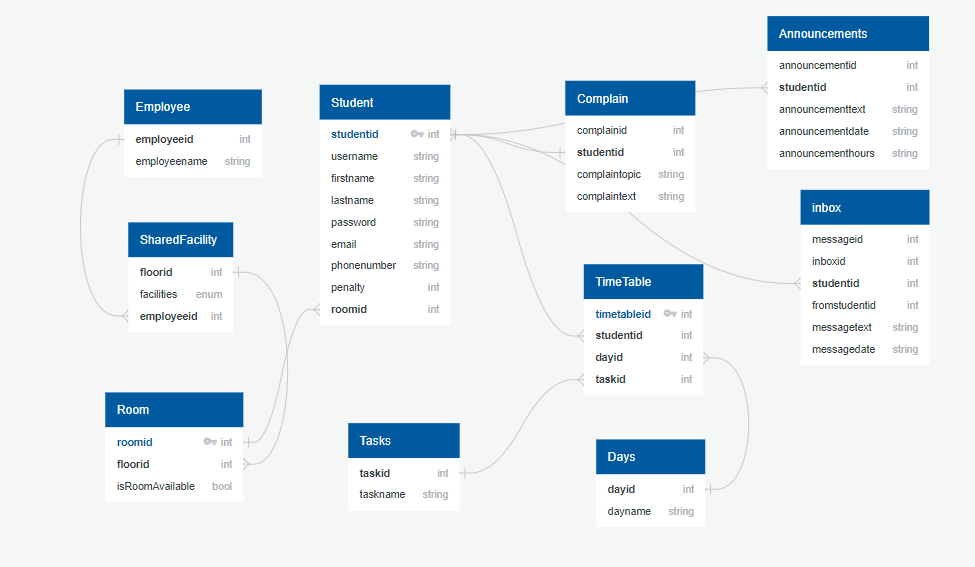 Announcements
announcementid int
studentid int
announcementtext string
announcementdate string
announcementhours string
Employee
employeeid int
employeename string
Student
studentid int
username string
firstname string
lastname string
password string
email string
phonenumber string
penalty int
roomid int
Complain
complainid int
studentid int
complaintopic string
complaintext string
inbox
messageid int
inboxid int
studentid int
fromstudentid int
messagetext string
messagedate string
SharedFacility
floorid int
facilities enum
employeeid int
TimeTable
timetableid int
studentid int
dayid int
taskid int
Room
roomid int
floorid int
isRoomAvailable bool
Tasks
taskid int
taskname string
Days
dayid int
dayname string